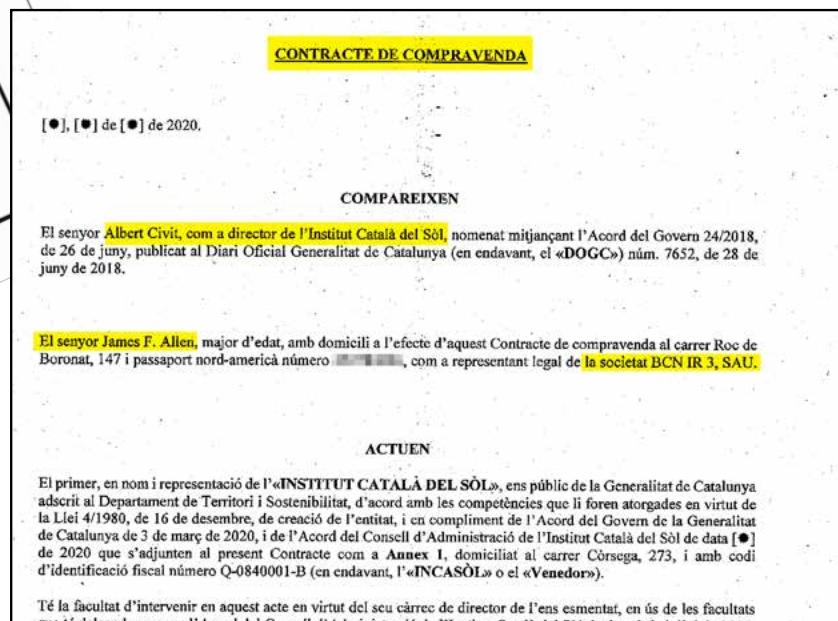 CONTRACTE DE COMPRAVENDA
[●], [●] de [●] de 2020.
COMPAREIXEN
El senyor Albert Civit, com a director de l'Institut Català del Sòl, nomenat mitjançant l'Acord del Govern 24/2018,
de 26 de juny, publicat al Diari Oficial Generalitat de Catalunya (en endavant, el «DOGC») núm. 7652, de 28 de
juny de 2018.
El senyor James F. Allen, major d'edat, amb domicili a l'efecte d'aquest Contracte de compravenda al carrer Roc de
Boronat, 147 i passaport nord-americà número , com a representant legal de la societat BCN IR 3, SAU.
ACTUEN
El primer, en nom i representació de l'«INSTITUT CATALÀ DEL SÒL», ens públic de la Generalitat de Catalunya
adscrit al Departament de Territori i Sostenibilitat, d'acord amb les competències que li foren atorgades en virtut de
la Llei 4/1980, de 16 de desembre, de creació de l'entitat, i en compliment de l'Acord del Govern de la Generalitat
de Catalunya de 3 de març de 2020, i de l'Acord del Consell d'Administració de l'Institut Català del Sòl de data [●]
de 2020 que s'adjunten al present Contracte com a Annex 1, domiciliat al carrer Còrsega, 273, i amb codi
d'identificació fiscal número Q-0840001-B (en endavant, l'«INCASÒL» o el «Venedor»).
Té la facultat d'intervenir en aquest acte en virtut del seu càrrec de director de l'ens esmentat, en ús de les facultats